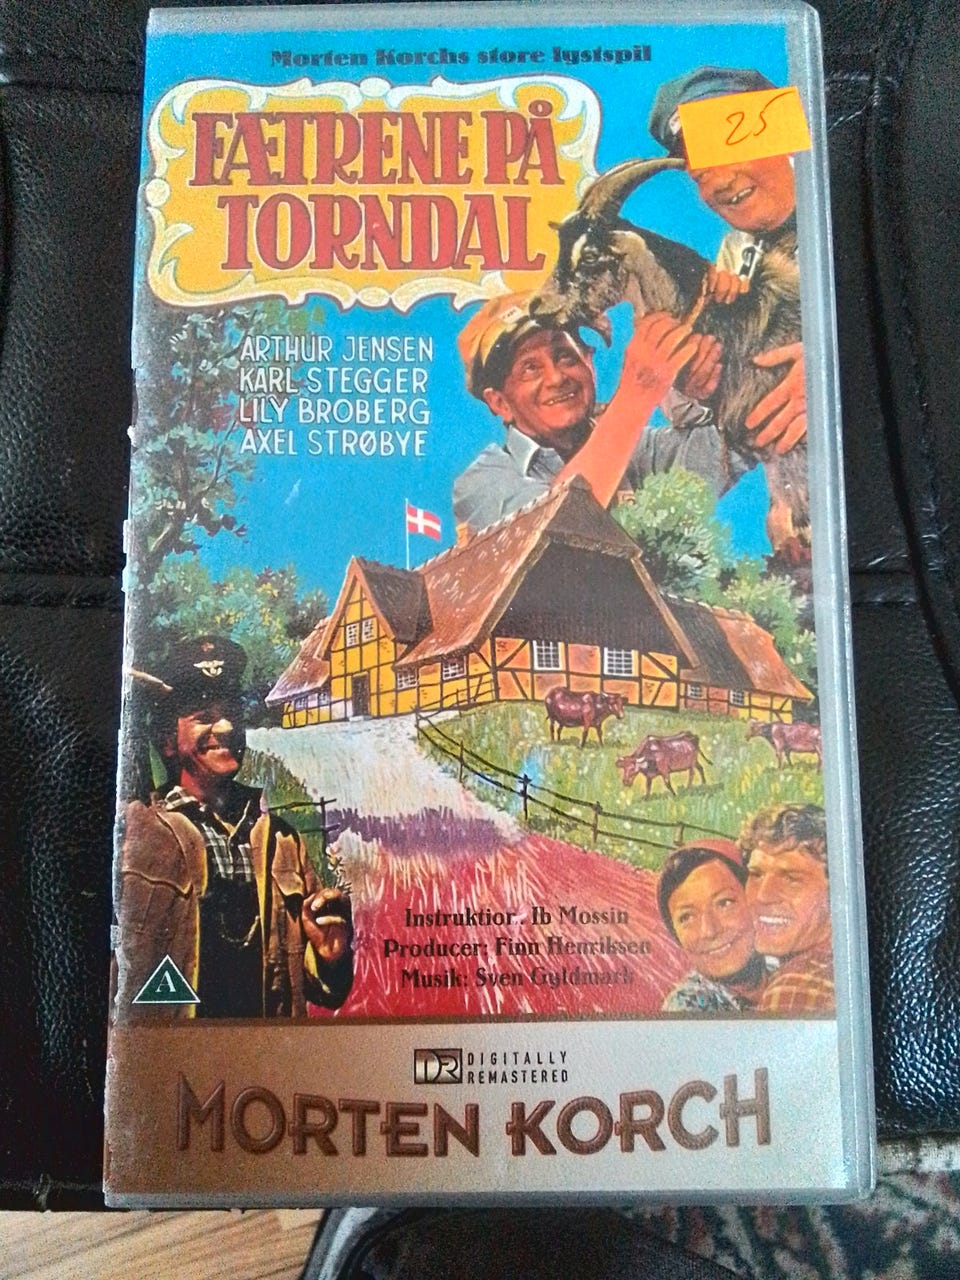 Morten Korchs store lystspil
FÆTRENE PÅ
TORNDAL
25
ARTHUR JENSEN
KARL STEGGER
LILY BROBERG
AXEL STRØBYE
Instruktion: Ib Mossin
Producer: Finn Henriksen
Musik: Sven Gyldmark
A
DR DIGITALLY
REMASTERED
MORTEN KORCH